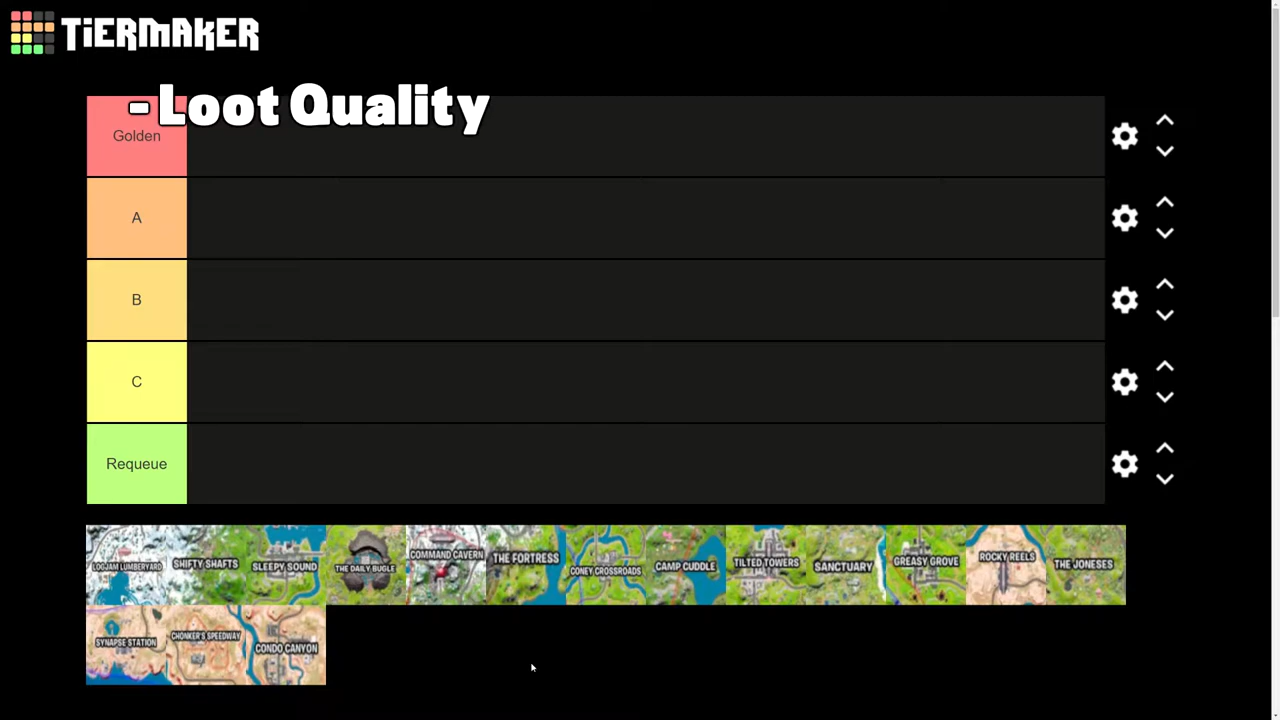 TIERMAKER
- Loot Quality
Golden
A
B
C
Requeue
LOGJAM LUMBERYARD
SHIFTY SHAFTS
SLEEPY SOUND
THE DAILY BUGLE
COMMAND CAVERN
THE FORTRESS
CONEY CROSSROADS
CAMP CUDDLE
TILTED TOWERS
SANCTUARY
GREASY GROVE
ROCKY REELS
THE JONESES
SYNAPSE STATION
CHONKER'S SPEEDWAY
CONDO CANYON